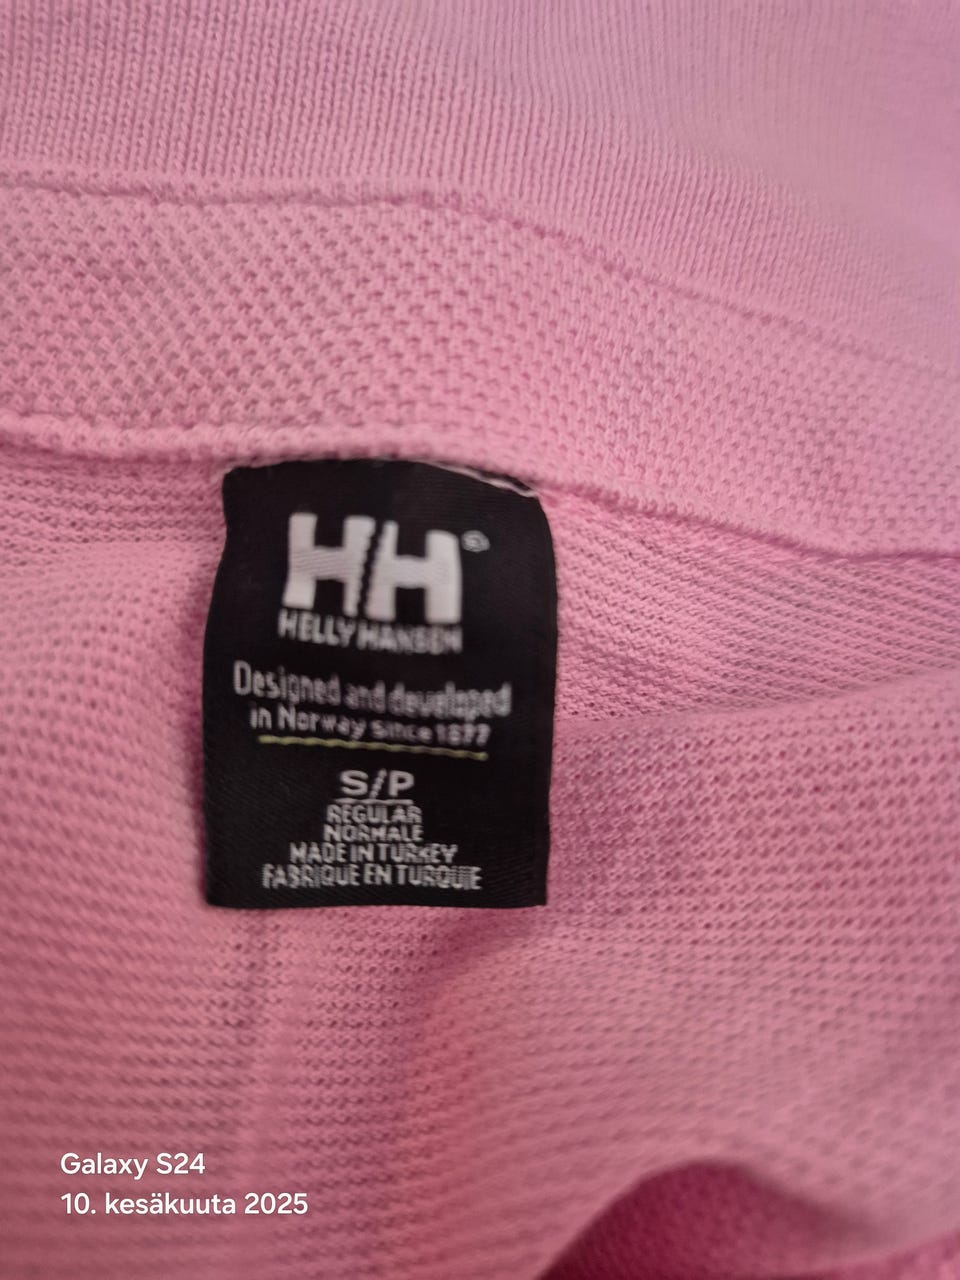 HH®
HELLY HANSEN
Designed and developed
in Norway since 1877
S/P
REGULAR
NORMALE
MADE IN TURKEY
FABRIQUE EN TURQUIE
Galaxy S24
10. kesäkuuta 2025